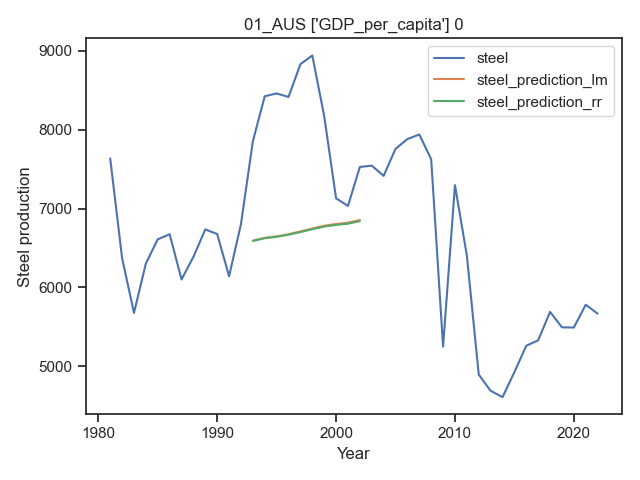 01_AUS ['GDP_per_capita'] 0
steel
steel_prediction_lm
steel_prediction_rr
Steel production
9000
8000
7000
6000
5000
1980
1990
2000
2010
2020
Year